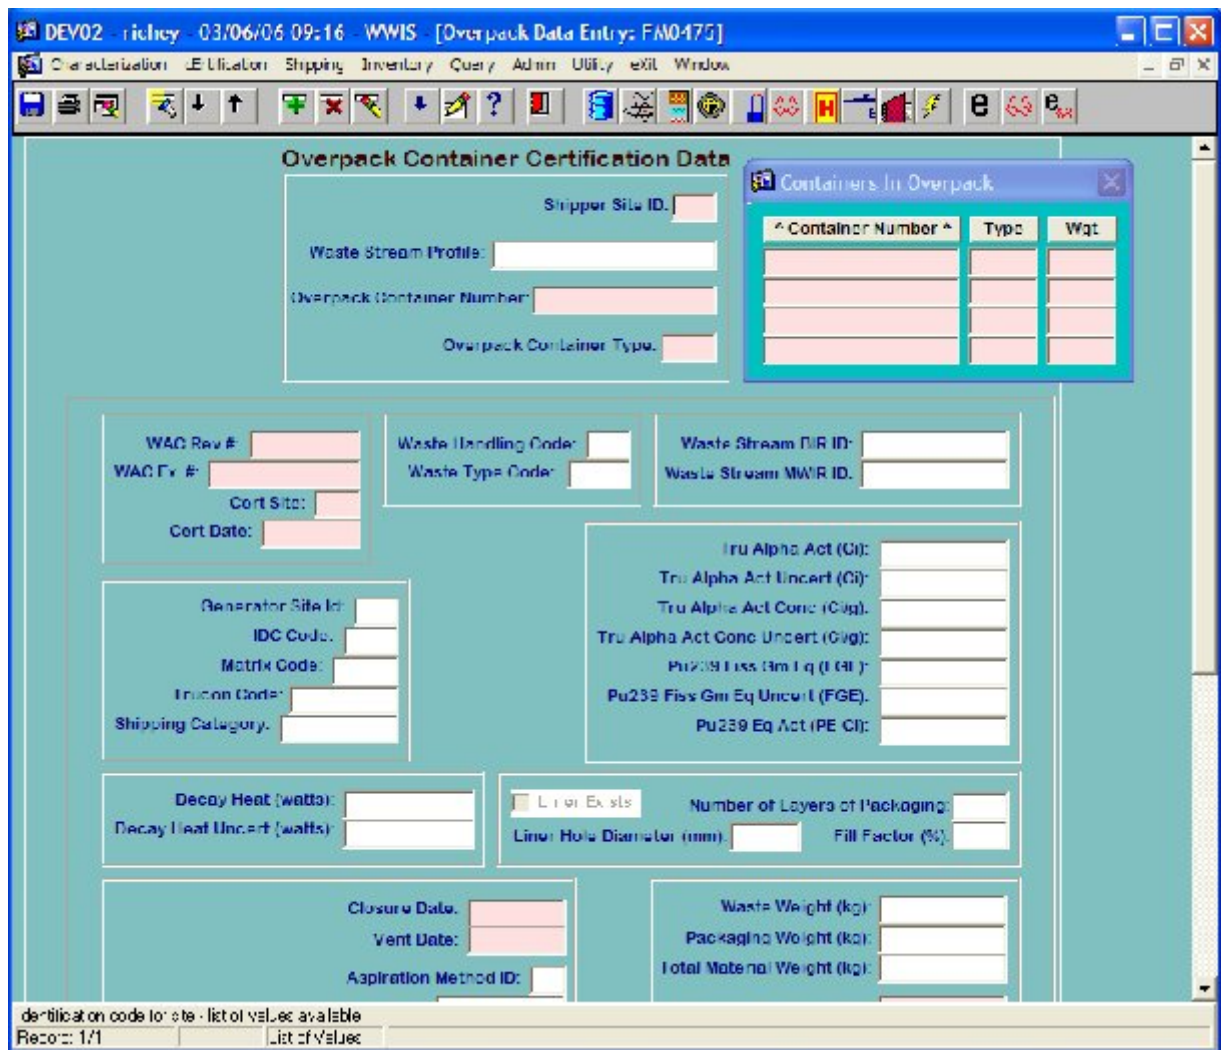 DEV02 - richey - 03/06/06 09:16 - WWIS - [Overpack Data Entry: FM0475]
Characterization cErtification Shipping Inventory Query Admin Utility eXit Window
Overpack Container Certification Data
Shipper Site ID:
Waste Stream Profile:
Overpack Container Number:
Overpack Container Type:
Containers In Overpack
^ Container Number ^ Type Wgt
WAC Rev #:
WAC Ex #:
Cert Site:
Cert Date:
Waste Handling Code:
Waste Type Code:
Waste Stream BIR ID:
Waste Stream MWIR ID:
Tru Alpha Act (Ci):
Tru Alpha Act Uncert (Ci):
Tru Alpha Act Conc (Ci/g):
Tru Alpha Act Conc Uncert (Ci/g):
Pu239 Fiss Gm Eq (FGE):
Pu239 Fiss Gm Eq Uncert (FGE):
Pu239 Eq Act (PE-Ci):
Generator Site Id:
IDC Code:
Matrix Code:
Trucon Code:
Shipping Category:
Decay Heat (watts):
Decay Heat Uncert (watts):
Liner Exists
Number of Layers of Packaging:
Liner Hole Diameter (mm):
Fill Factor (%):
Closure Date:
Vent Date:
Aspiration Method ID:
Waste Weight (kg):
Packaging Weight (kg):
Total Material Weight (kg):
dentification code for site - list of values available
Record: 1/1
List of Values